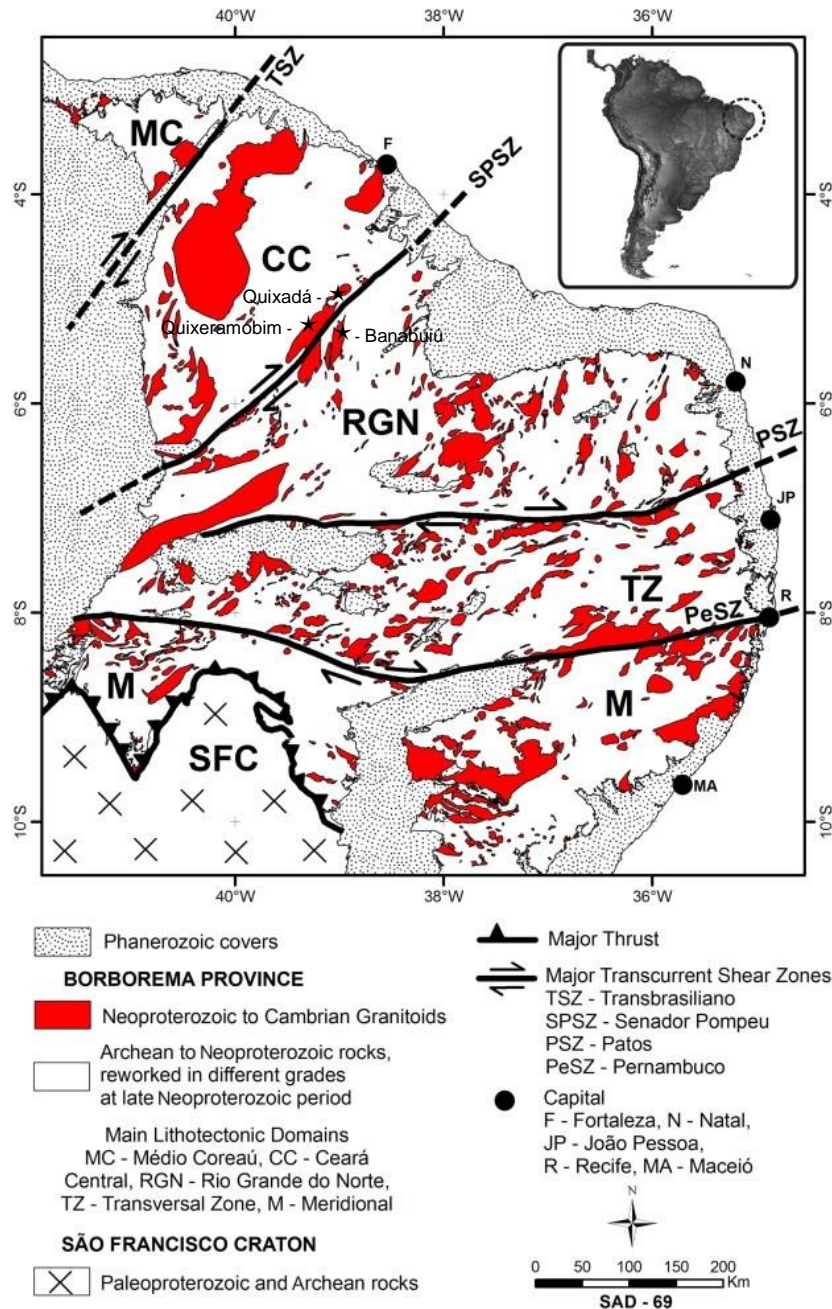 40°W
38°W
36°W
TSZ
MC
F
SPSZ
4°S
4°S
CC
Quixadá -
Quixeramobim -
- Banabuiú
N
6°S
6°S
RGN
PSZ
JP
TZ
R
8°S
8°S
PeSZ
M
M
SFC
MA
10°S
10°S
40°W
38°W
36°W
Phanerozoic covers
BORBOREMA PROVINCE
Neoproterozoic to Cambrian Granitoids
Archean to Neoproterozoic rocks,
reworked in different grades
at late Neoproterozoic period
Main Lithotectonic Domains
MC - Médio Coreaú, CC - Ceará
Central, RGN - Rio Grande do Norte,
TZ - Transversal Zone, M - Meridional
SÃO FRANCISCO CRATON
Paleoproterozoic and Archean rocks
Major Thrust
Major Transcurrent Shear Zones
TSZ - Transbrasiliano
SPSZ - Senador Pompeu
PSZ - Patos
PeSZ - Pernambuco
Capital
F - Fortaleza, N - Natal,
JP - João Pessoa,
R - Recife, MA - Maceió
N
0 50 100 150 200
Km
SAD - 69